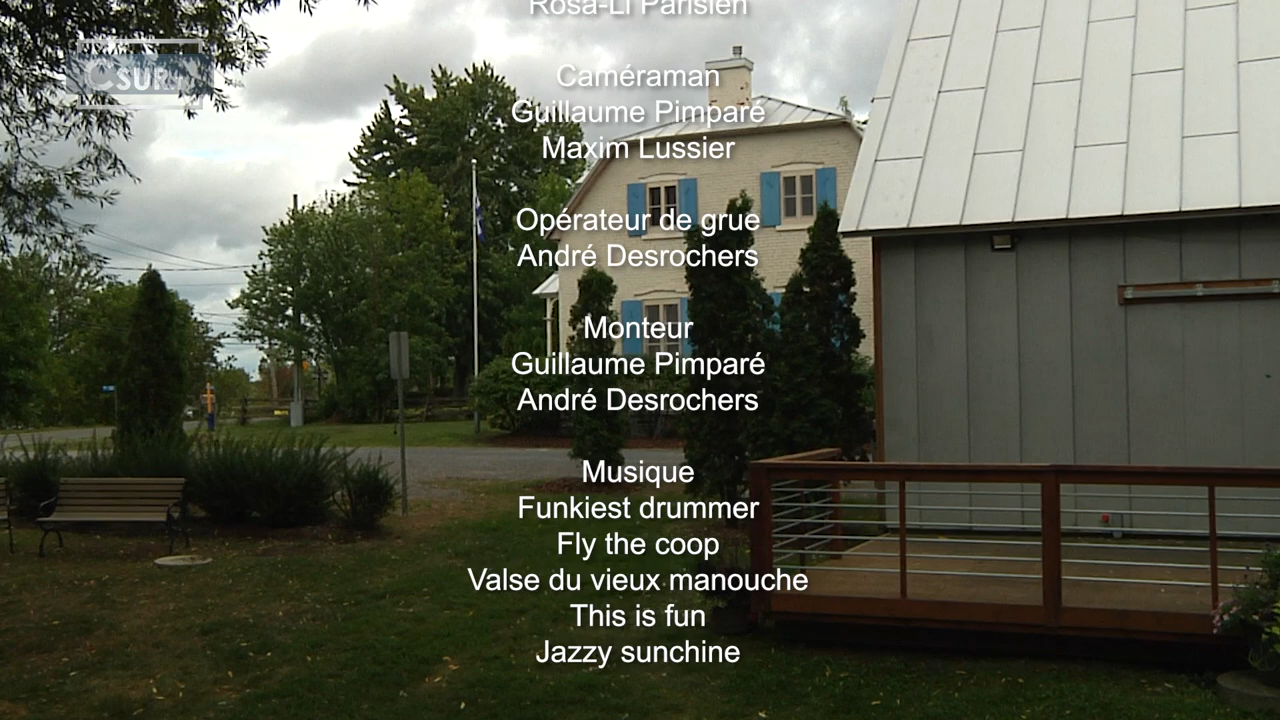 Rosa-Li Parisien
CSUR
Caméraman
Guillaume Pimparé
Maxim Lussier
Opérateur de grue
André Desrochers
Monteur
Guillaume Pimparé
André Desrochers
Musique
Funkiest drummer
Fly the coop
Valse du vieux manouche
This is fun
Jazzy sunchine